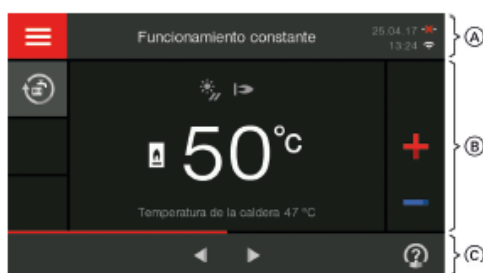 Funcionamiento constante
25.04.17
13:24
A
B
50°C
Temperatura de la caldera 47 °C
C